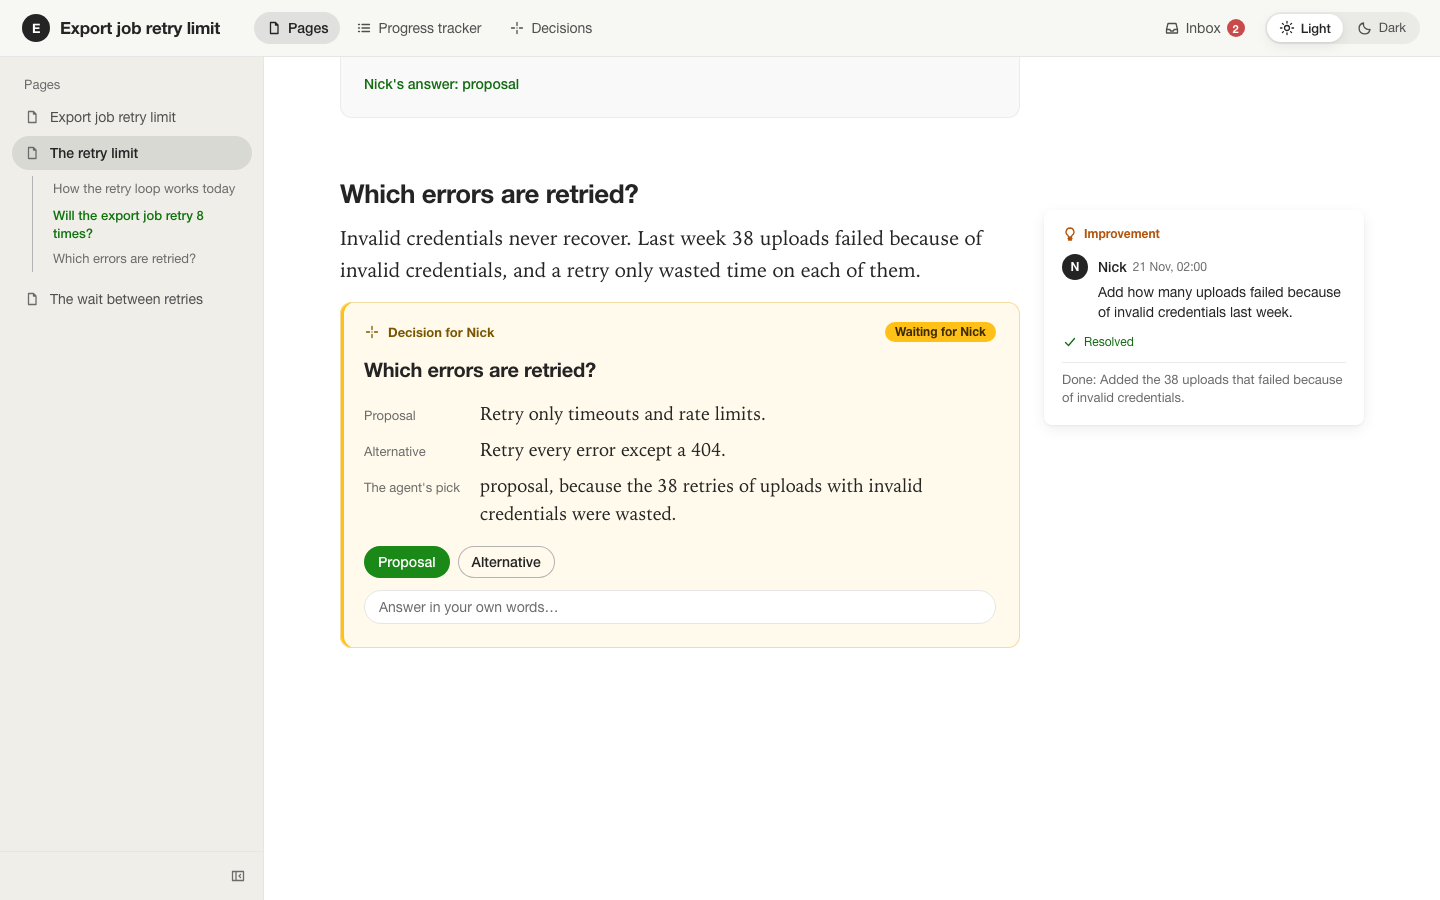 E Export job retry limit Pages Progress tracker Decisions Inbox 2 Light Dark
Pages
Export job retry limit
The retry limit
How the retry loop works today
Will the export job retry 8
times?
Which errors are retried?
The wait between retries
Nick's answer: proposal
Which errors are retried?
Invalid credentials never recover. Last week 38 uploads failed because of
invalid credentials, and a retry only wasted time on each of them.
Decision for Nick Waiting for Nick
Which errors are retried?
Proposal Retry only timeouts and rate limits.
Alternative Retry every error except a 404.
The agent's pick proposal, because the 38 retries of uploads with invalid
credentials were wasted.
Proposal Alternative
Answer in your own words…
Improvement
N Nick 21 Nov, 02:00
Add how many uploads failed because
of invalid credentials last week.
Resolved
Done: Added the 38 uploads that failed because
of invalid credentials.